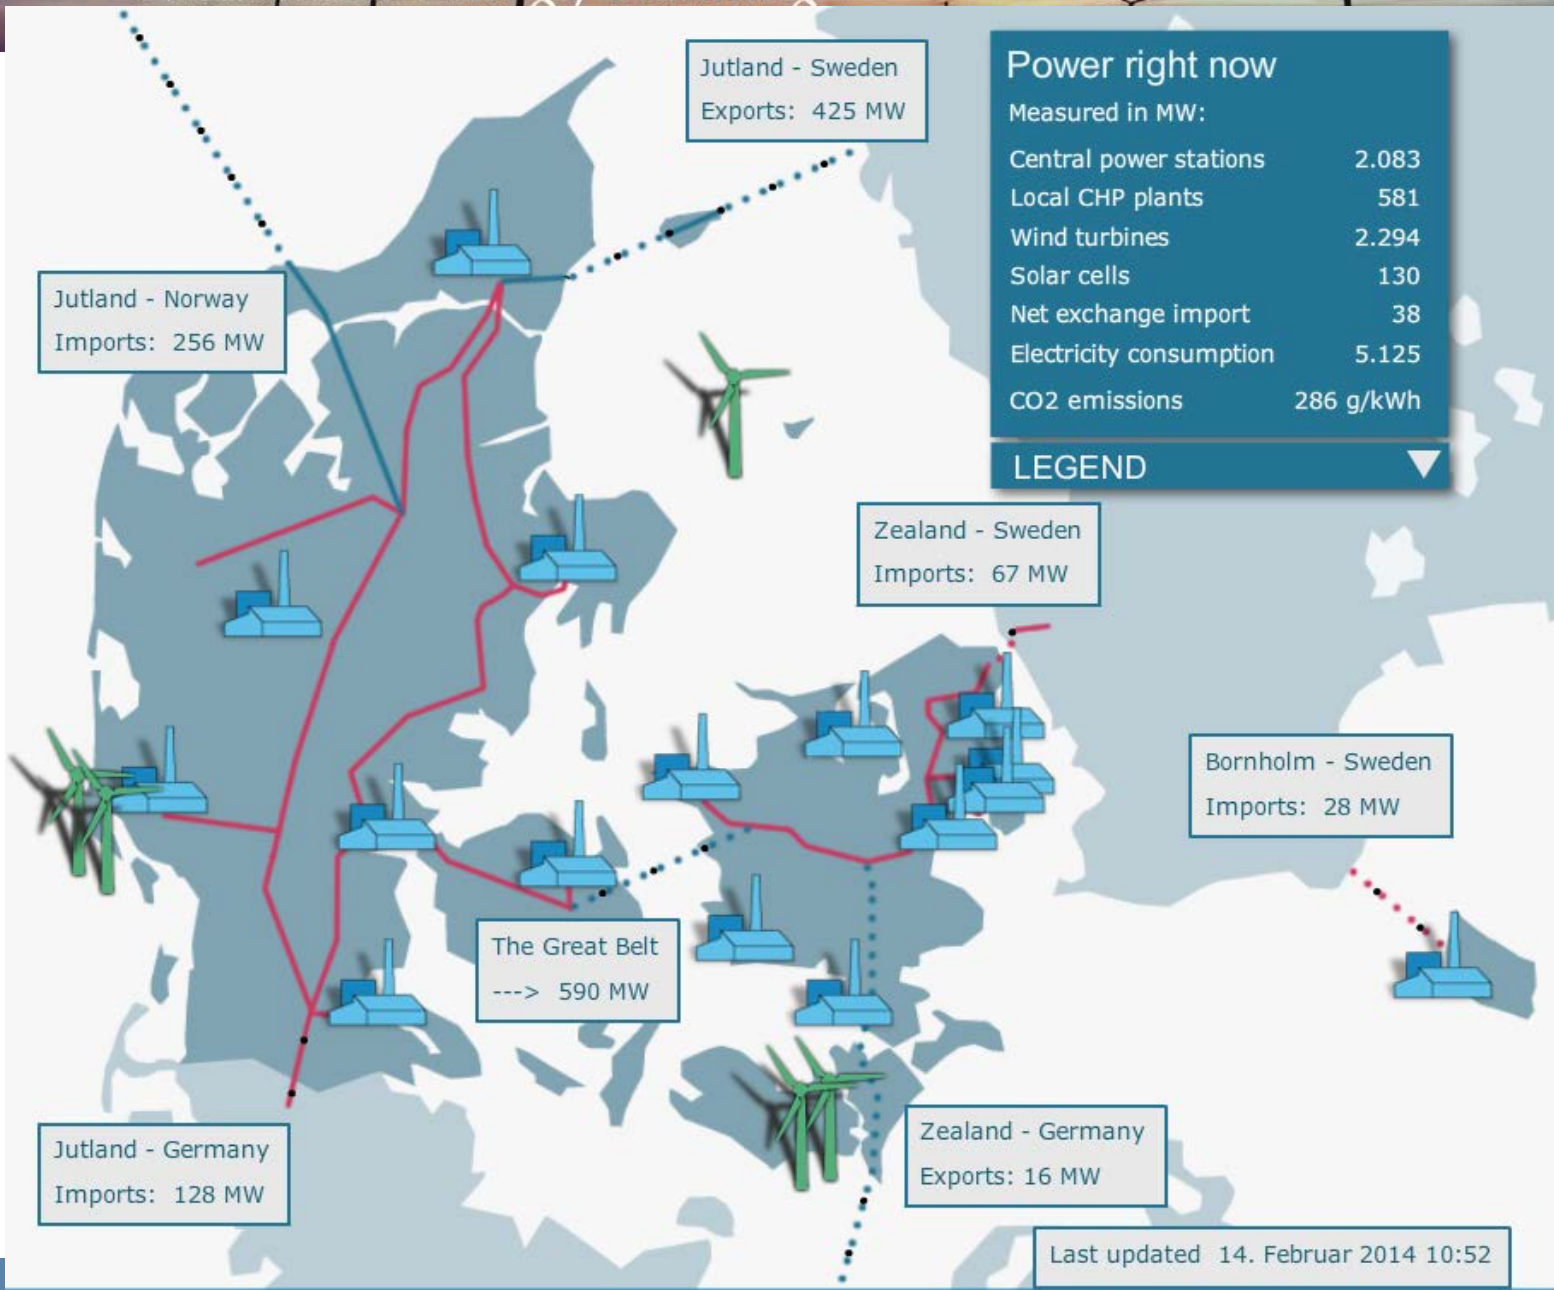 Jutland - Sweden
Exports: 425 MW
Power right now
Measured in MW:
Central power stations 2.083
Local CHP plants 581
Wind turbines 2.294
Solar cells 130
Net exchange import 38
Electricity consumption 5.125
CO2 emissions 286 g/kWh
LEGEND
Jutland - Norway
Imports: 256 MW
Zealand - Sweden
Imports: 67 MW
Bornholm - Sweden
Imports: 28 MW
The Great Belt
---> 590 MW
Jutland - Germany
Imports: 128 MW
Zealand - Germany
Exports: 16 MW
Last updated 14. Februar 2014 10:52